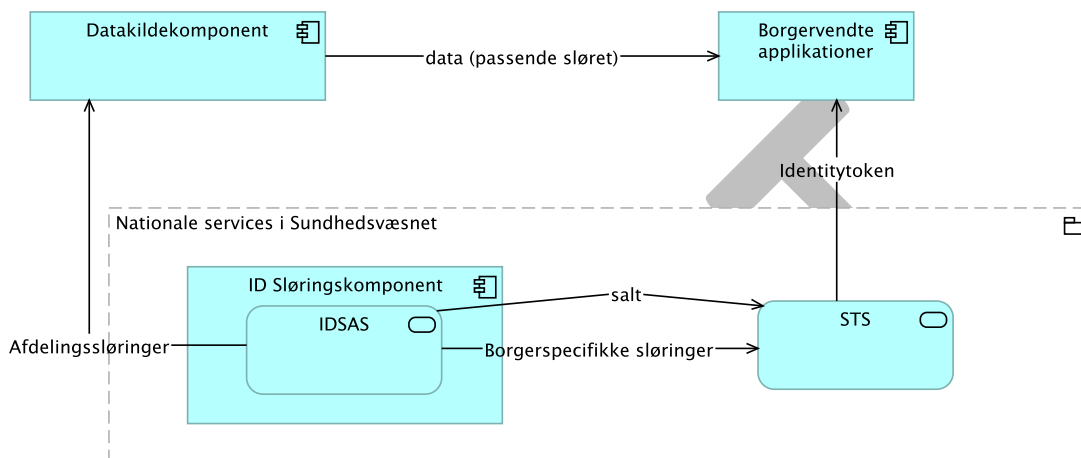 Datakildekomponent
data (passende sløret)
Borgervendte
applikationer
Identitytoken
Nationale services i Sundhedsvæsnet
ID Sløringskomponent
IDSAS
salt
STS
Afdelingssløringer
Borgerspecifikke sløringer